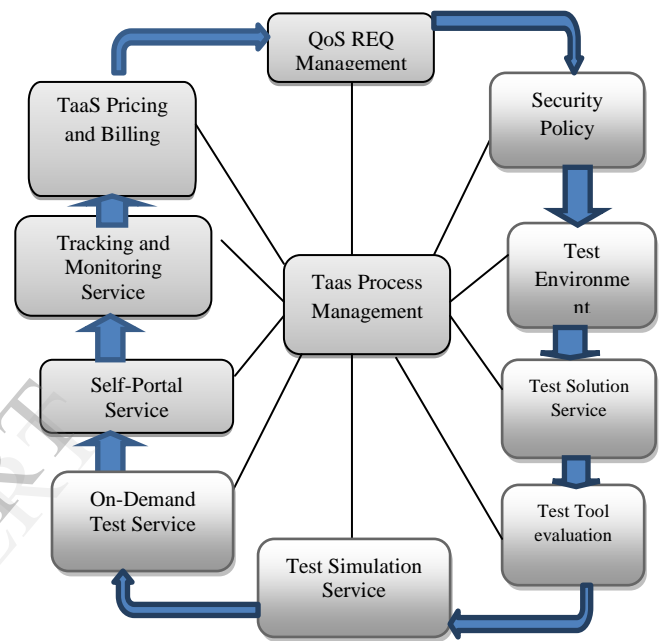 QoS REQ
Management
Security
Policy
Test
Environme
nt
Test Solution
Service
Test Tool
evaluation
Test Simulation
Service
On-Demand
Test Service
Self-Portal
Service
Tracking and
Monitoring
Service
TaaS Pricing
and Billing
Taas Process
Management